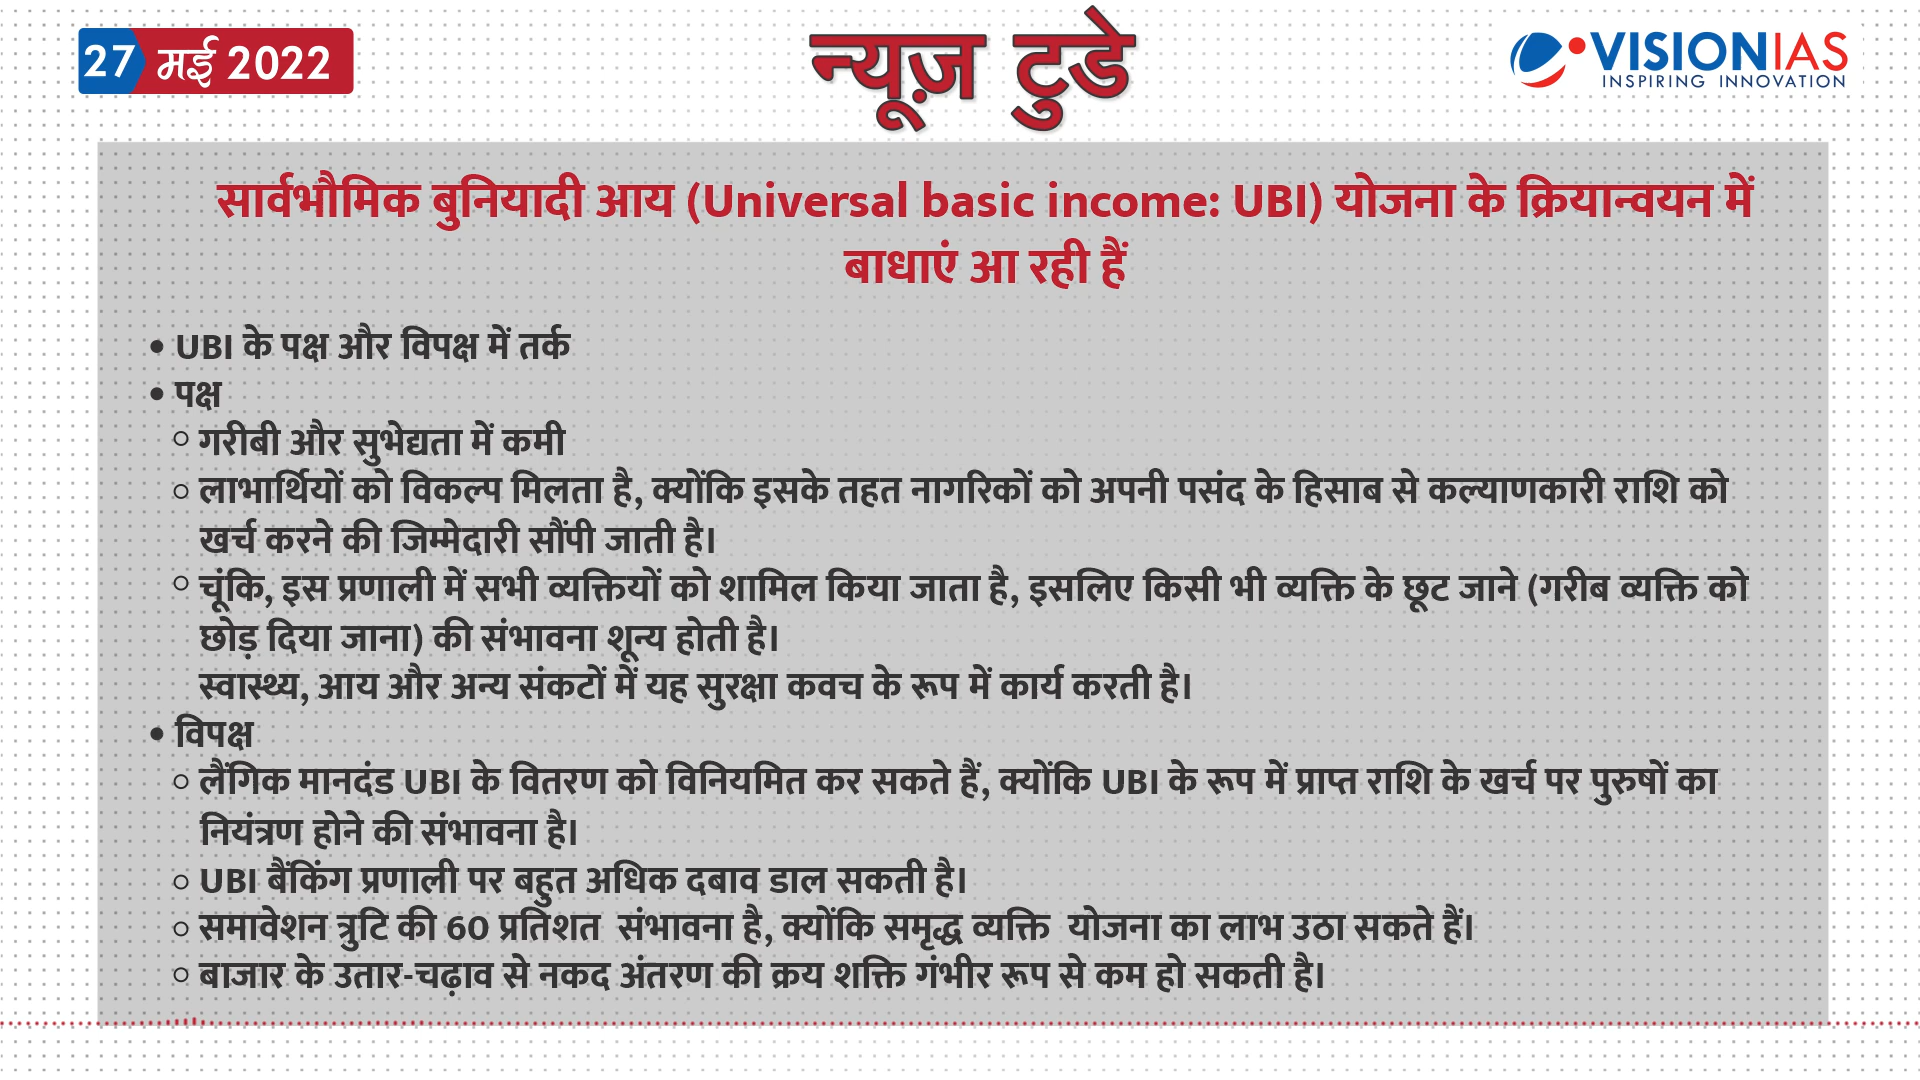 27 मई 2022
न्यूज़ टुडे
VISIONIAS
INSPIRING INNOVATION
सार्वभौमिक बुनियादी आय (Universal basic income: UBI) योजना के क्रियान्वयन में
बाधाएं आ रही हैं
• UBI के पक्ष और विपक्ष में तर्क
• पक्ष
○ गरीबी और सुभेद्यता में कमी
○ लाभार्थियों को विकल्प मिलता है, क्योंकि इसके तहत नागरिकों को अपनी पसंद के हिसाब से कल्याणकारी राशि को
खर्च करने की जिम्मेदारी सौंपी जाती है।
○ चूंकि, इस प्रणाली में सभी व्यक्तियों को शामिल किया जाता है, इसलिए किसी भी व्यक्ति के छूट जाने (गरीब व्यक्ति को
छोड़ दिया जाना) की संभावना शून्य होती है।
स्वास्थ्य, आय और अन्य संकटों में यह सुरक्षा कवच के रूप में कार्य करती है।
• विपक्ष
○ लैंगिक मानदंड UBI के वितरण को विनियमित कर सकते हैं, क्योंकि UBI के रूप में प्राप्त राशि के खर्च पर पुरुषों का
नियंत्रण होने की संभावना है।
○ UBI बैंकिंग प्रणाली पर बहुत अधिक दबाव डाल सकती है।
○ समावेशन त्रुटि की 60 प्रतिशत संभावना है, क्योंकि समृद्ध व्यक्ति योजना का लाभ उठा सकते हैं।
○ बाजार के उतार-चढ़ाव से नकद अंतरण की क्रय शक्ति गंभीर रूप से कम हो सकती है।